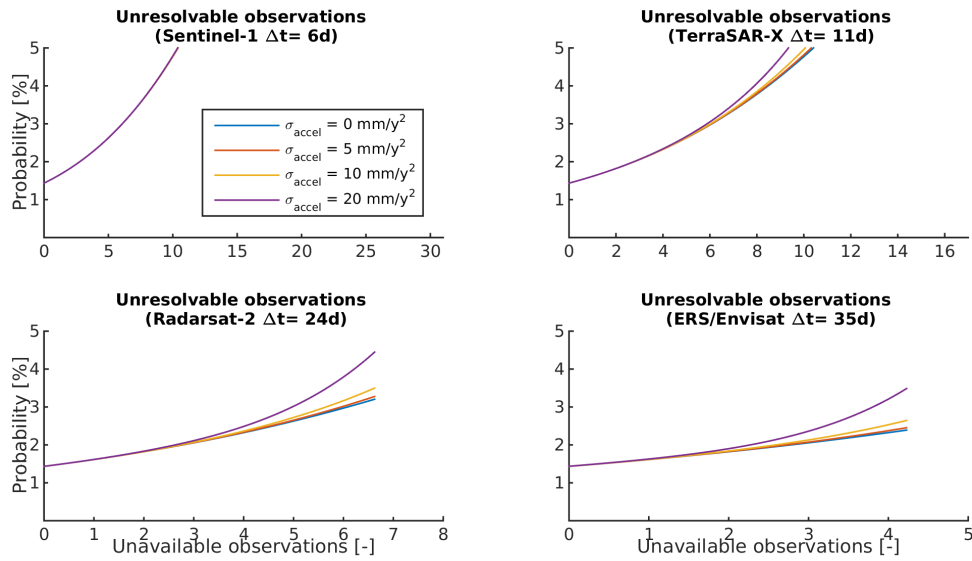 Unresolvable observations
(Sentinel-1 Δt= 6d)
5
4
3
2
1
Probability [%]
0 5 10 15 20 25 30
σaccel = 0 mm/y2
σaccel = 5 mm/y2
σaccel = 10 mm/y2
σaccel = 20 mm/y2
Unresolvable observations
(TerraSAR-X Δt= 11d)
5
4
3
2
1
0 2 4 6 8 10 12 14 16
Unresolvable observations
(Radarsat-2 Δt= 24d)
5
4
3
2
1
Probability [%]
0 1 2 3 4 5 6 7 8
Unavailable observations [-]
Unresolvable observations
(ERS/Envisat Δt= 35d)
5
4
3
2
1
0 1 2 3 4 5
Unavailable observations [-]